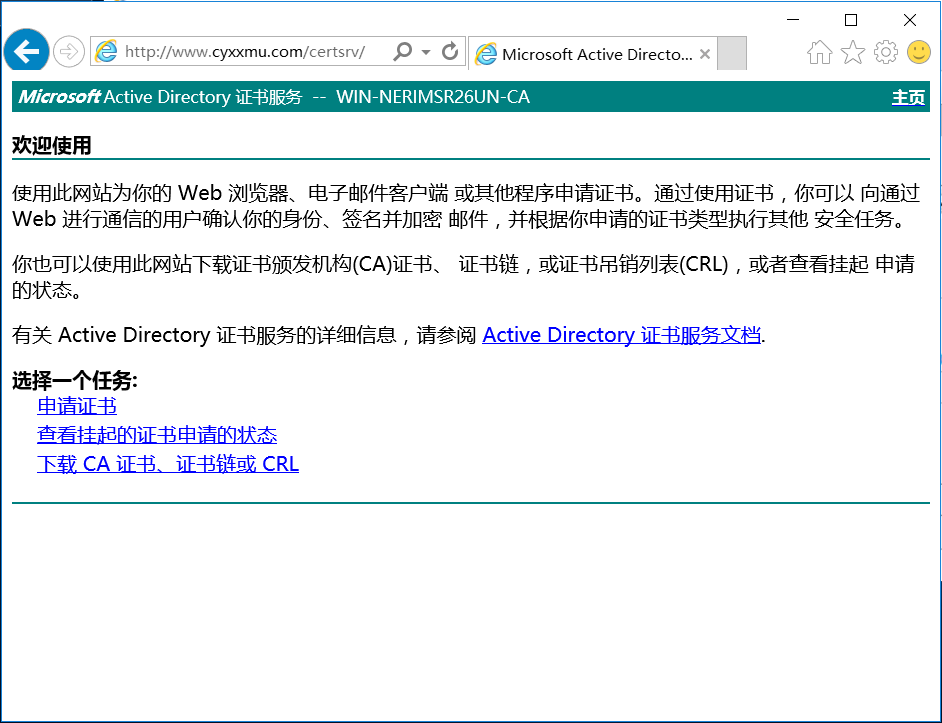 http://www.cyxxmu.com/certsrv/
Microsoft Active Directo...
Microsoft Active Directory 证书服务 -- WIN-NERIMSR26UN-CA
主页
欢迎使用
使用此网站为你的 Web 浏览器、电子邮件客户端 或其他程序申请证书。通过使用证书，你可以 向通过
Web 进行通信的用户确认你的身份、签名并加密 邮件，并根据你申请的证书类型执行其他 安全任务。
你也可以使用此网站下载证书颁发机构(CA)证书、 证书链，或证书吊销列表(CRL)，或者查看挂起 申请
的状态。
有关 Active Directory 证书服务的详细信息，请参阅 Active Directory 证书服务文档.
选择一个任务:
申请证书
查看挂起的证书申请的状态
下载 CA 证书、证书链或 CRL